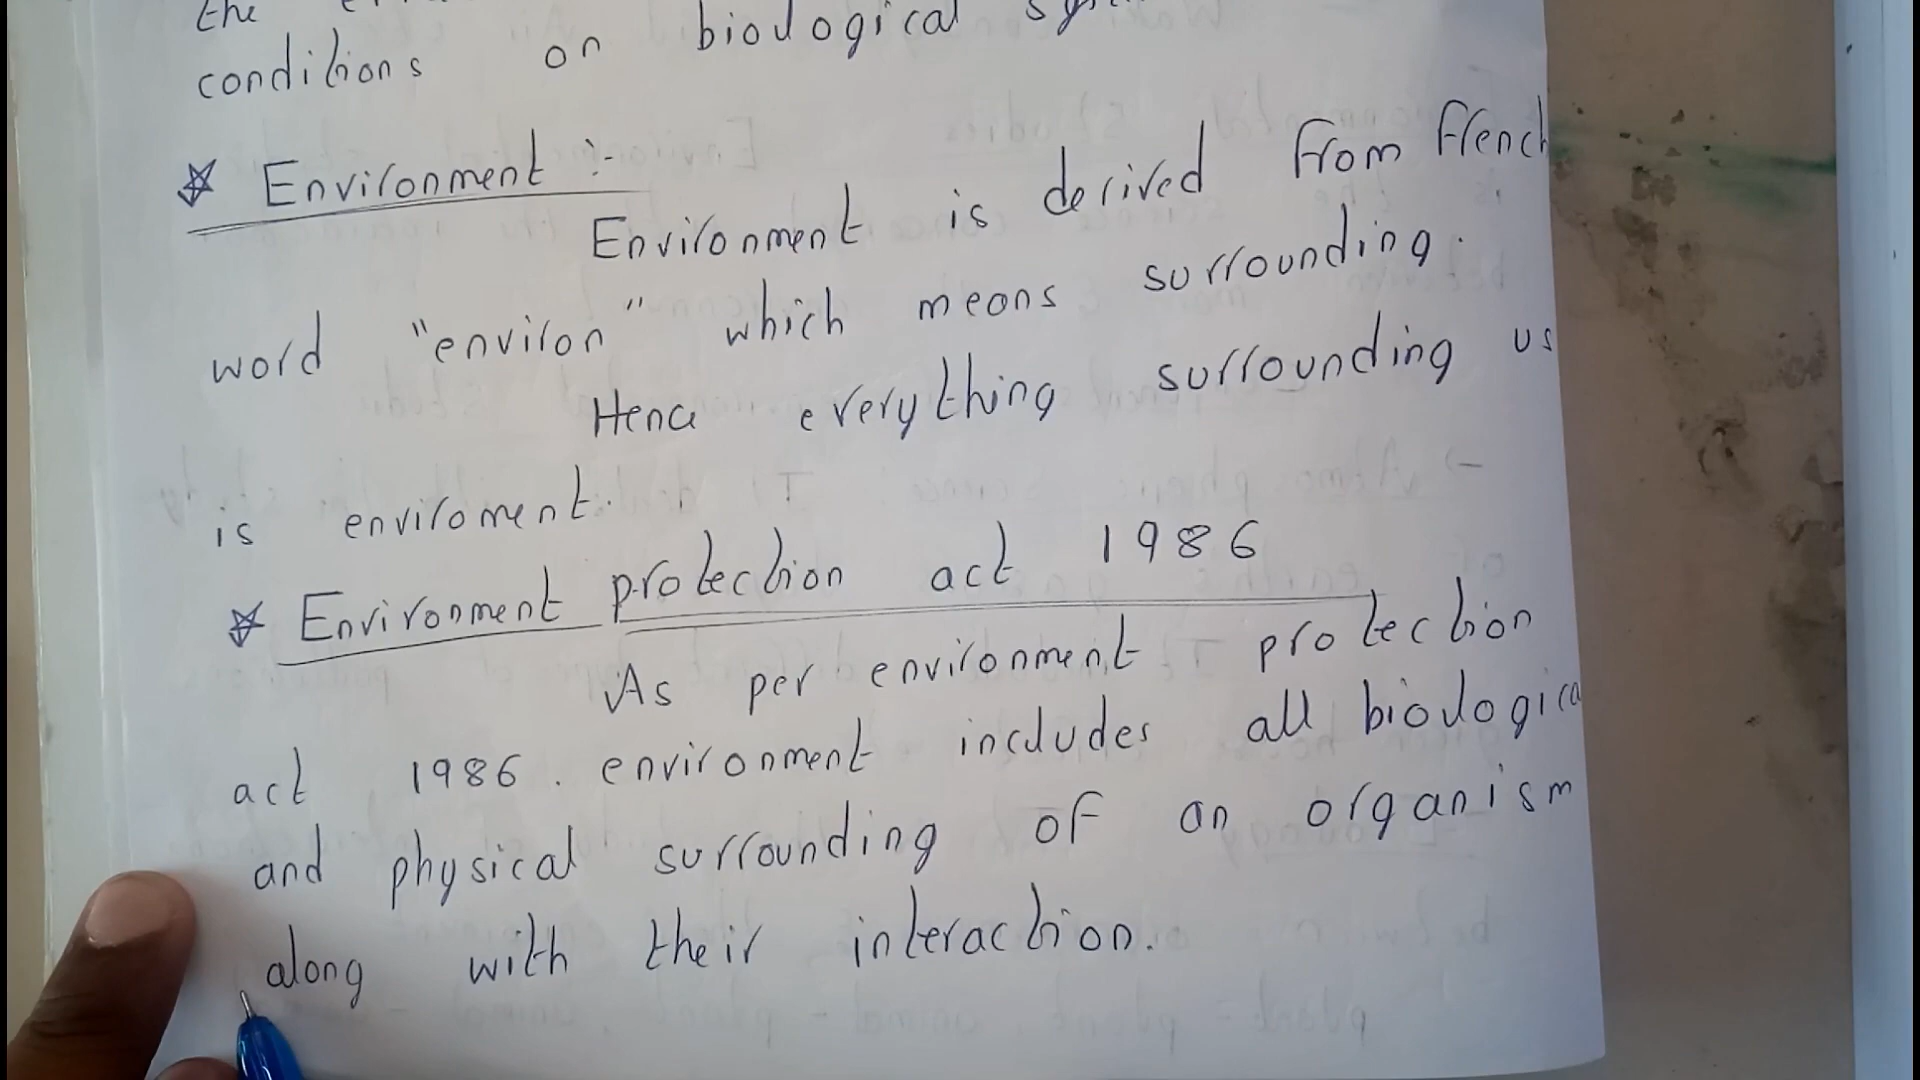 the
conditions on biological
☆ Environment :-
Environment is derived from french
word "environ" which means surrounding.
Hence everything surrounding us
is enviroment.
☆ Environment protection act 1986
As per environment protection
act 1986. environment includes all biologica
and physical surrounding of an organism
along with their interaction.